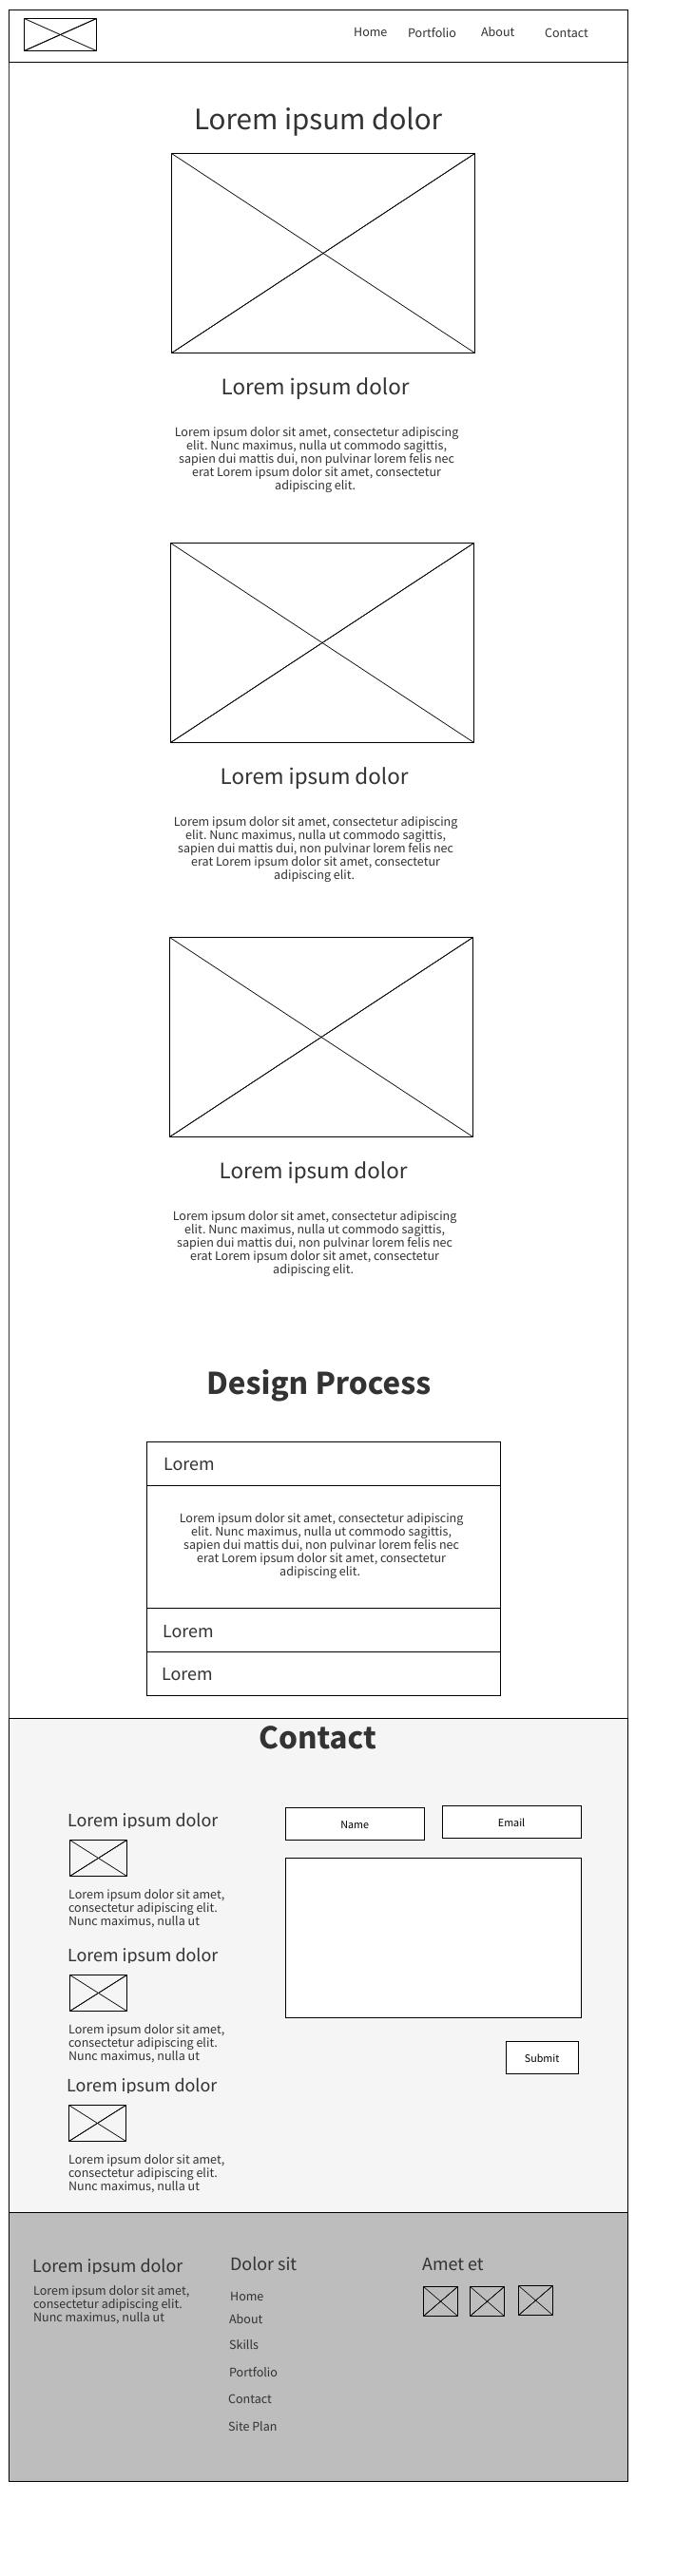 Home Portfolio About Contact
Lorem ipsum dolor
Lorem ipsum dolor
Lorem ipsum dolor sit amet, consectetur adipiscing
elit. Nunc maximus, nulla ut commodo sagittis,
sapien dui mattis dui, non pulvinar lorem felis nec
erat Lorem ipsum dolor sit amet, consectetur
adipiscing elit.
Lorem ipsum dolor
Lorem ipsum dolor sit amet, consectetur adipiscing
elit. Nunc maximus, nulla ut commodo sagittis,
sapien dui mattis dui, non pulvinar lorem felis nec
erat Lorem ipsum dolor sit amet, consectetur
adipiscing elit.
Lorem ipsum dolor
Lorem ipsum dolor sit amet, consectetur adipiscing
elit. Nunc maximus, nulla ut commodo sagittis,
sapien dui mattis dui, non pulvinar lorem felis nec
erat Lorem ipsum dolor sit amet, consectetur
adipiscing elit.
Design Process
Lorem
Lorem ipsum dolor sit amet, consectetur adipiscing
elit. Nunc maximus, nulla ut commodo sagittis,
sapien dui mattis dui, non pulvinar lorem felis nec
erat Lorem ipsum dolor sit amet, consectetur
adipiscing elit.
Lorem
Lorem
Contact
Lorem ipsum dolor
Lorem ipsum dolor sit amet,
consectetur adipiscing elit.
Nunc maximus, nulla ut
Lorem ipsum dolor
Lorem ipsum dolor sit amet,
consectetur adipiscing elit.
Nunc maximus, nulla ut
Lorem ipsum dolor
Lorem ipsum dolor sit amet,
consectetur adipiscing elit.
Nunc maximus, nulla ut
Name
Email
Submit
Lorem ipsum dolor
Lorem ipsum dolor sit amet,
consectetur adipiscing elit.
Nunc maximus, nulla ut
Dolor sit
Home
About
Skills
Portfolio
Contact
Site Plan
Amet et